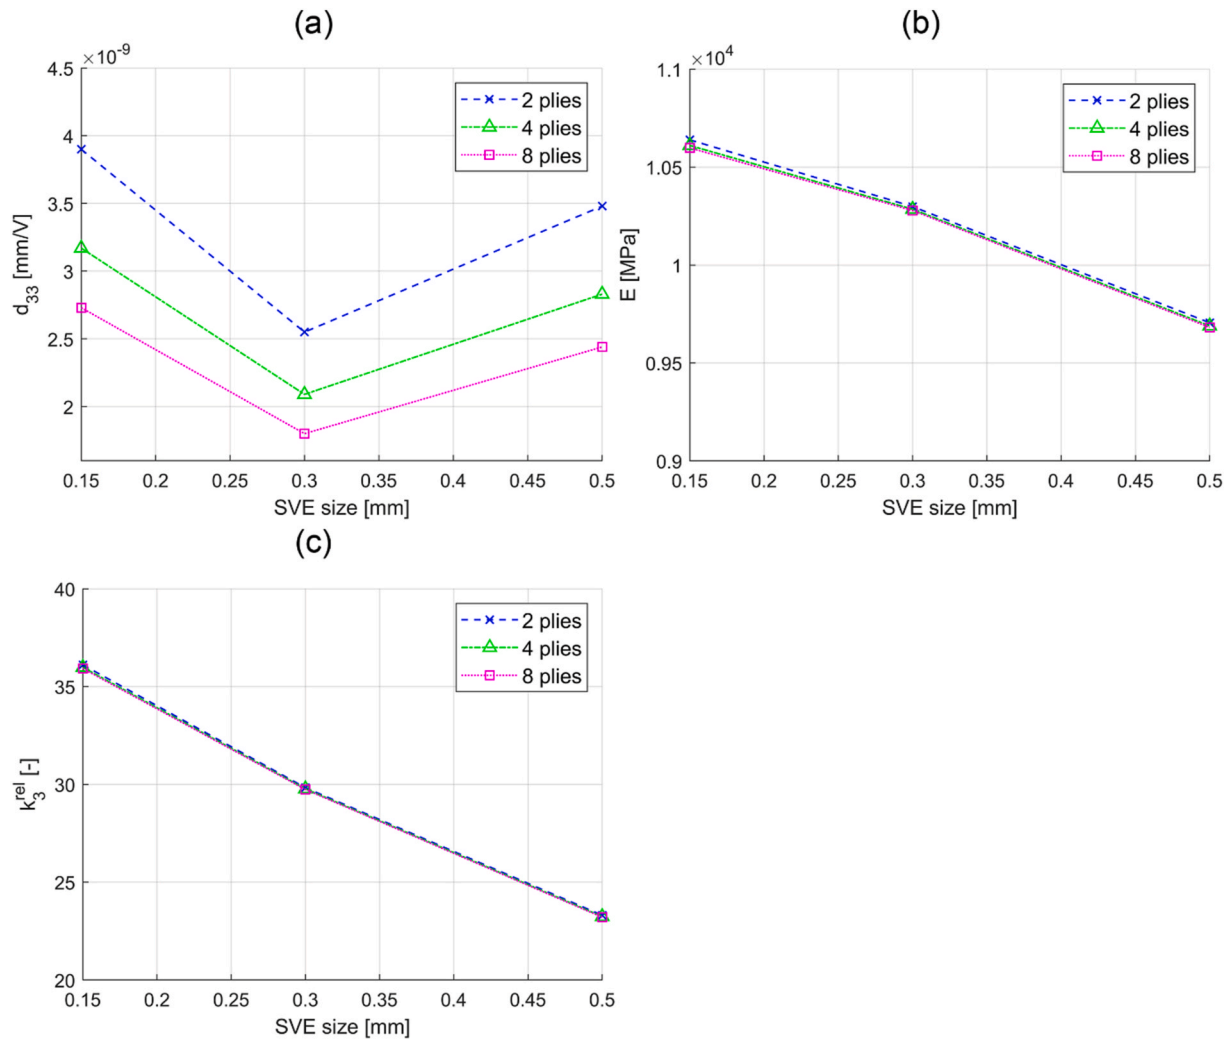 (a)
×10⁻⁹
4.5
4
3.5
3
2.5
2
d₃₃ [mm/V]
0.15 0.2 0.25 0.3 0.35 0.4 0.45 0.5
SVE size [mm]
2 plies
4 plies
8 plies
(b)
×10⁴
1.1
1.05
1
0.95
0.9
E [MPa]
0.15 0.2 0.25 0.3 0.35 0.4 0.45 0.5
SVE size [mm]
2 plies
4 plies
8 plies
(c)
40
35
30
25
20
k₃ʳᵉˡ [-]
0.15 0.2 0.25 0.3 0.35 0.4 0.45 0.5
SVE size [mm]
2 plies
4 plies
8 plies